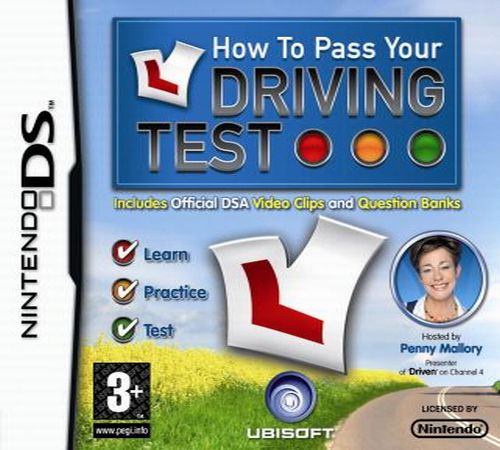 NINTENDO DS™
How To Pass Your
DRIVING
TEST
Includes Official DSA Video Clips and Question Banks
L
Learn
Practice
Test
Hosted by
Penny Mallory
Presenter
of 'Driven' on Channel 4
3+
www.pegi.info
UBISOFT
LICENSED BY
Nintendo